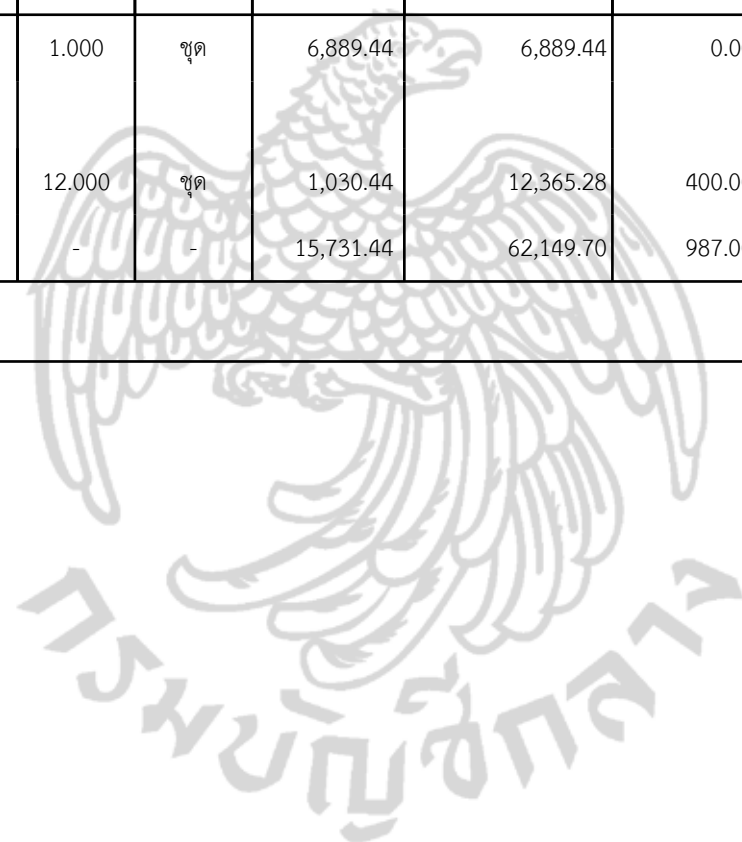 1.000 ชุด 6,889.44 6,889.44 0.0
12.000 ชุด 1,030.44 12,365.28 400.0
- - 15,731.44 62,149.70 987.0
กรมบัญชีกลาง